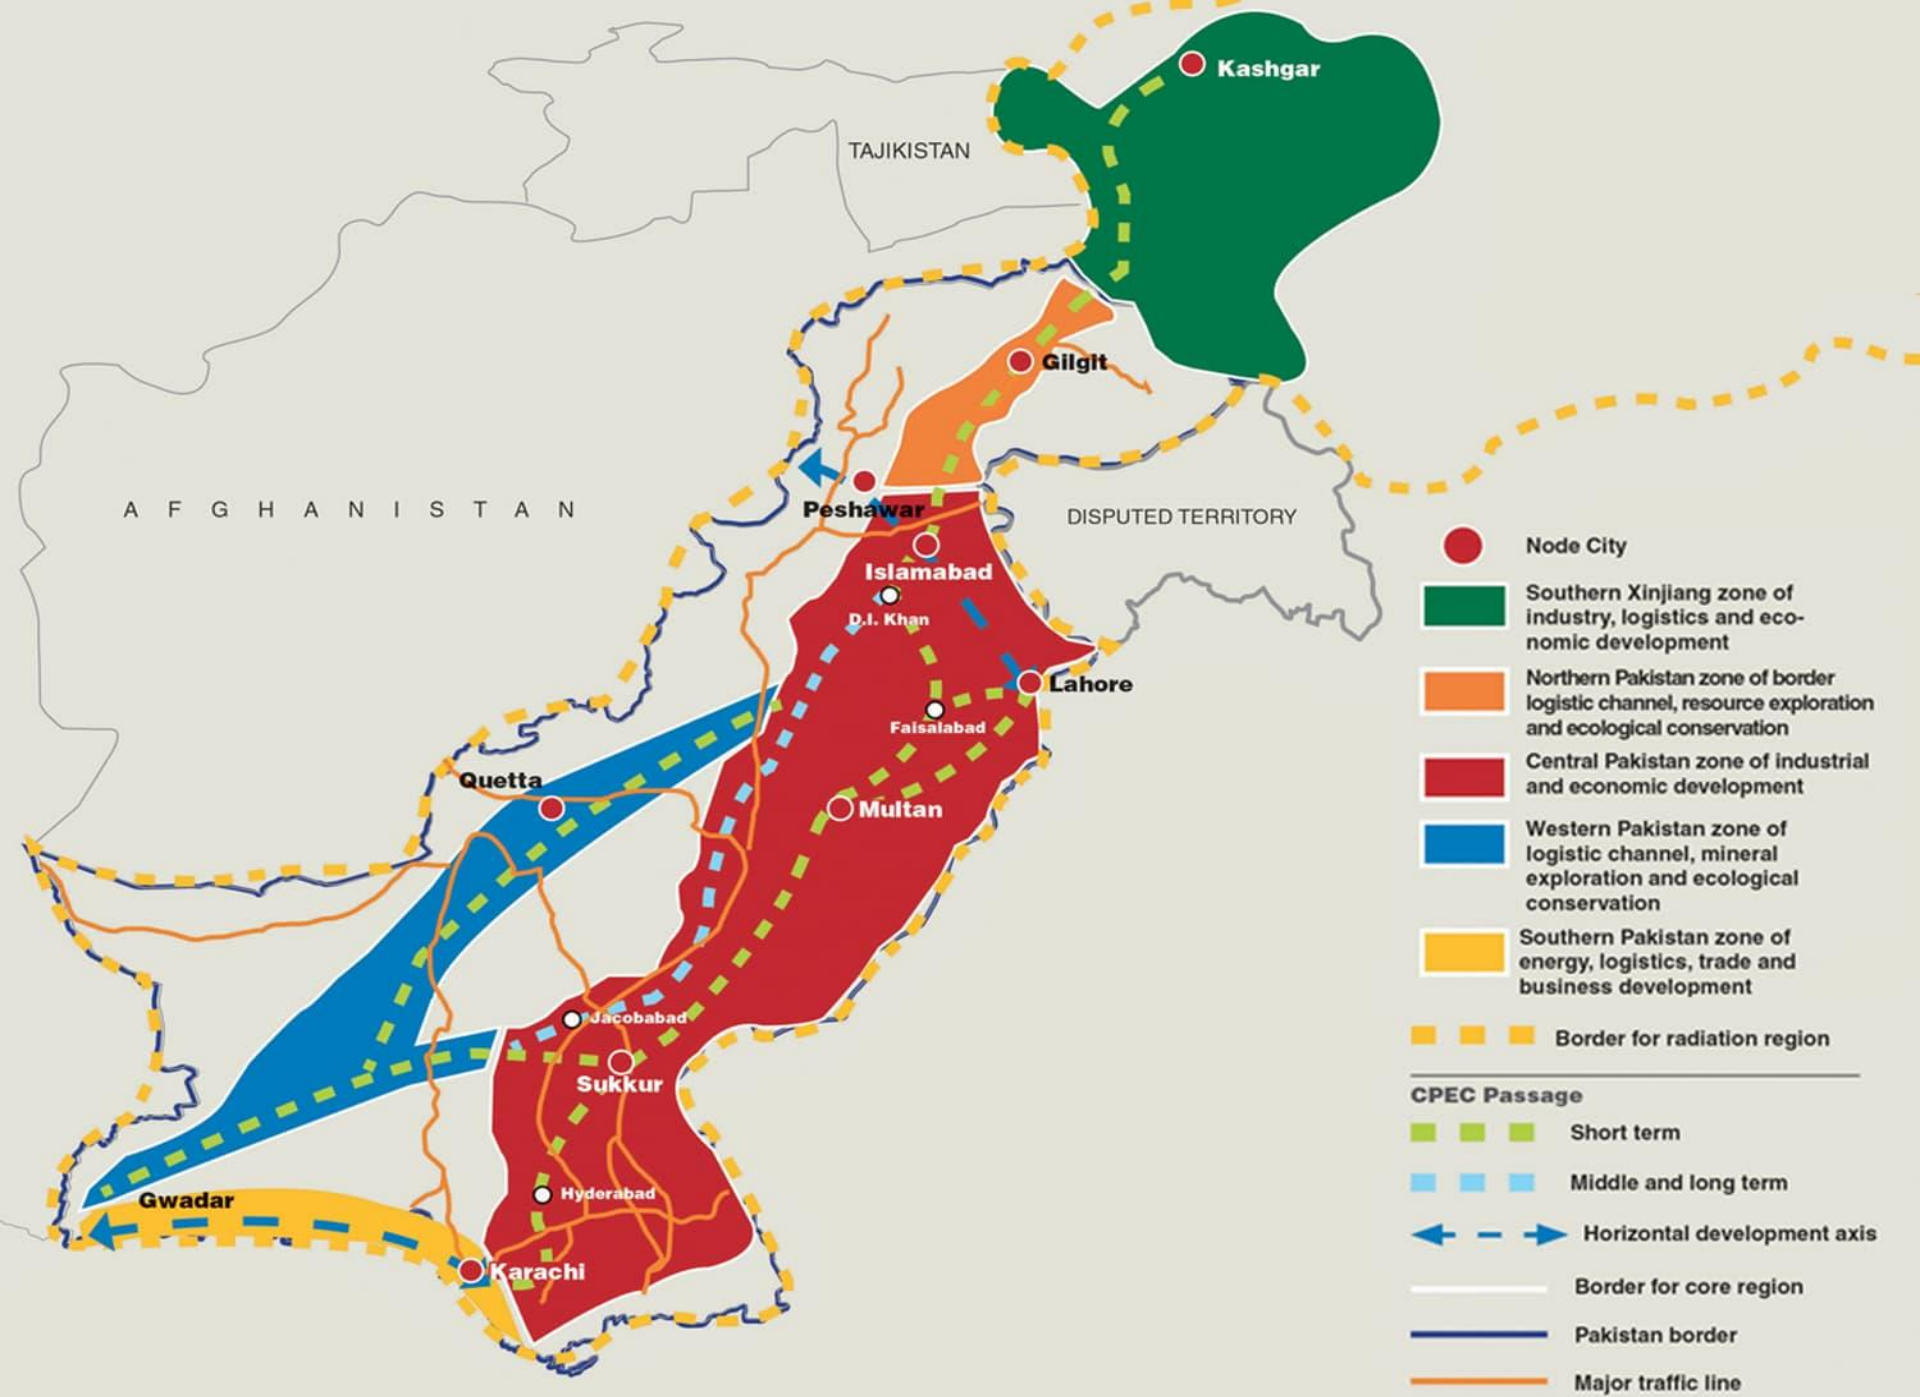 Kashgar
TAJIKISTAN
Gilgit
AFGHANISTAN
Peshawar
DISPUTED TERRITORY
Islamabad
D.I. Khan
Lahore
Faisalabad
Quetta
Multan
Jacobabad
Sukkur
Hyderabad
Gwadar
Karachi
Node City
Southern Xinjiang zone of
industry, logistics and eco-
nomic development
Northern Pakistan zone of border
logistic channel, resource exploration
and ecological conservation
Central Pakistan zone of industrial
and economic development
Western Pakistan zone of
logistic channel, mineral
exploration and ecological
conservation
Southern Pakistan zone of
energy, logistics, trade and
business development
Border for radiation region
CPEC Passage
Short term
Middle and long term
Horizontal development axis
Border for core region
Pakistan border
Major traffic line